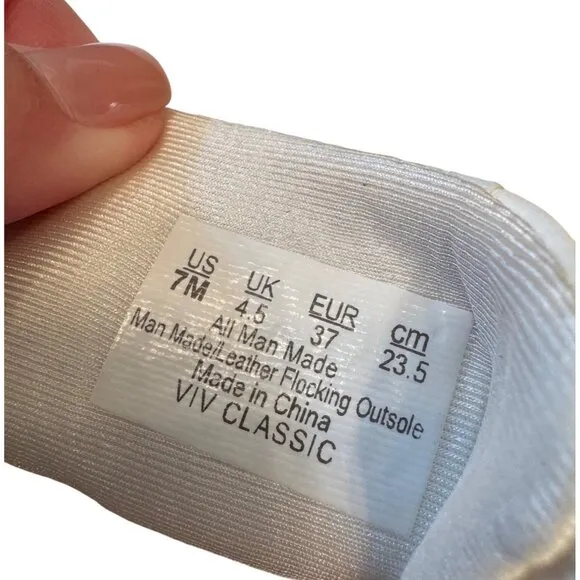 US UK EUR cm
7M 4.5 37 23.5
All Man Made
Man Made/Leather Flocking Outsole
Made in China
VIV CLASSIC